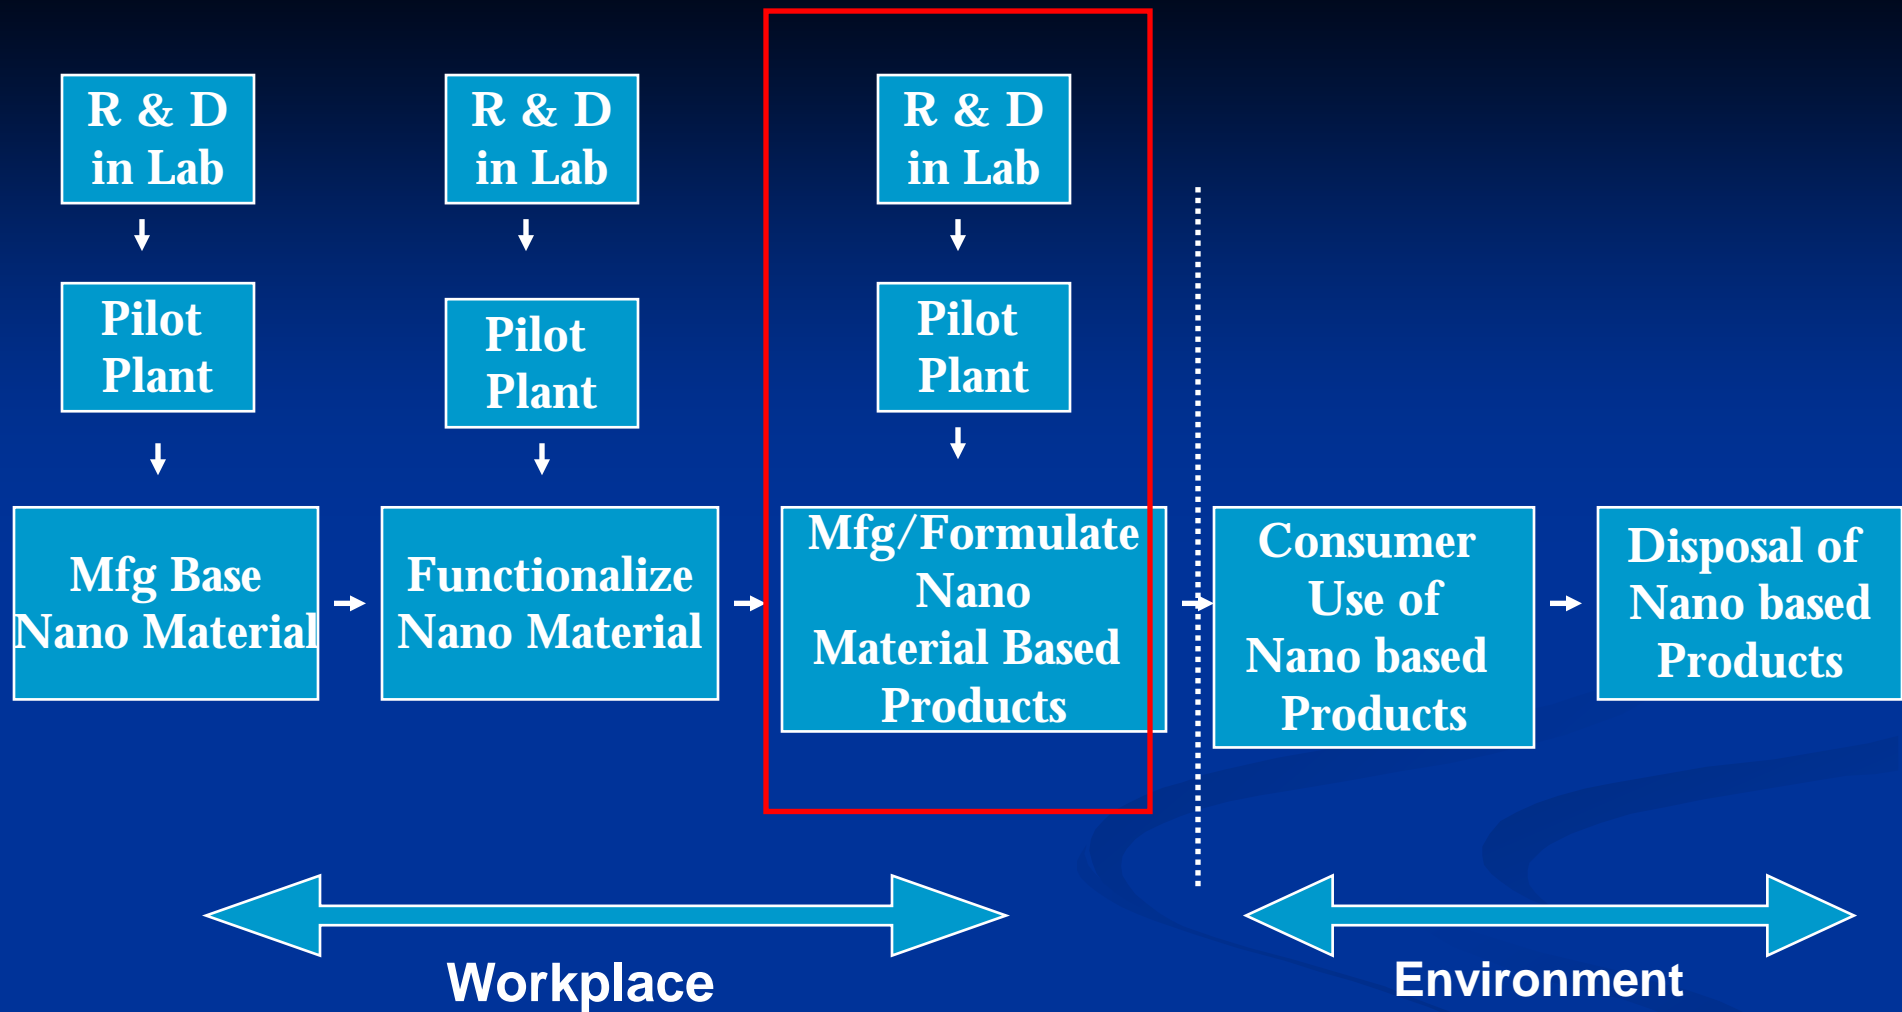 R & D
in Lab
R & D
in Lab
R & D
in Lab
Pilot
Plant
Pilot
Plant
Pilot
Plant
Mfg Base
Nano Material
Functionalize
Nano Material
Mfg/Formulate
Nano
Material Based
Products
Consumer
Use of
Nano based
Products
Disposal of
Nano based
Products
Workplace
Environment